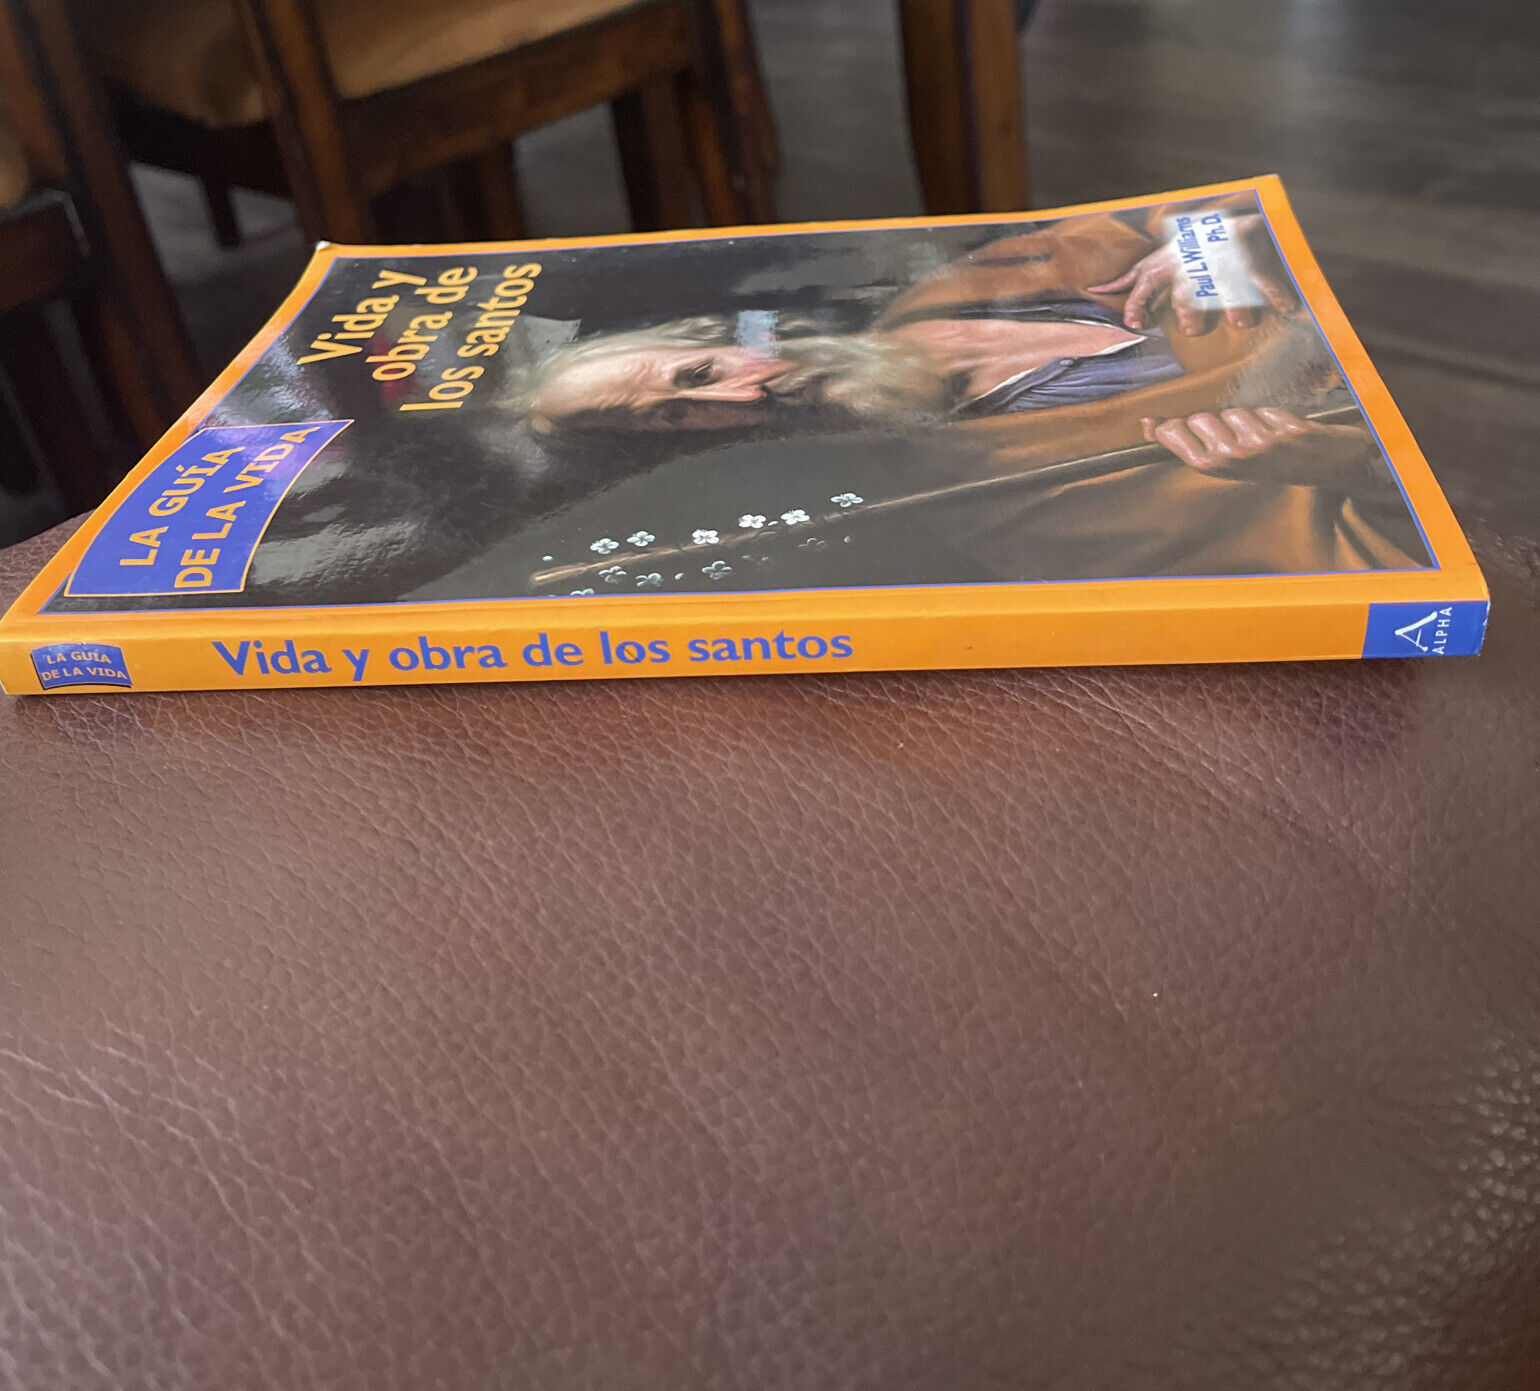 Vida y
obra de
los santos
LA GUÍA
DE LA VIDA
Paul L. Williams
Ph. D.
LA GUÍA
DE LA VIDA
Vida y obra de los santos
ALPHA